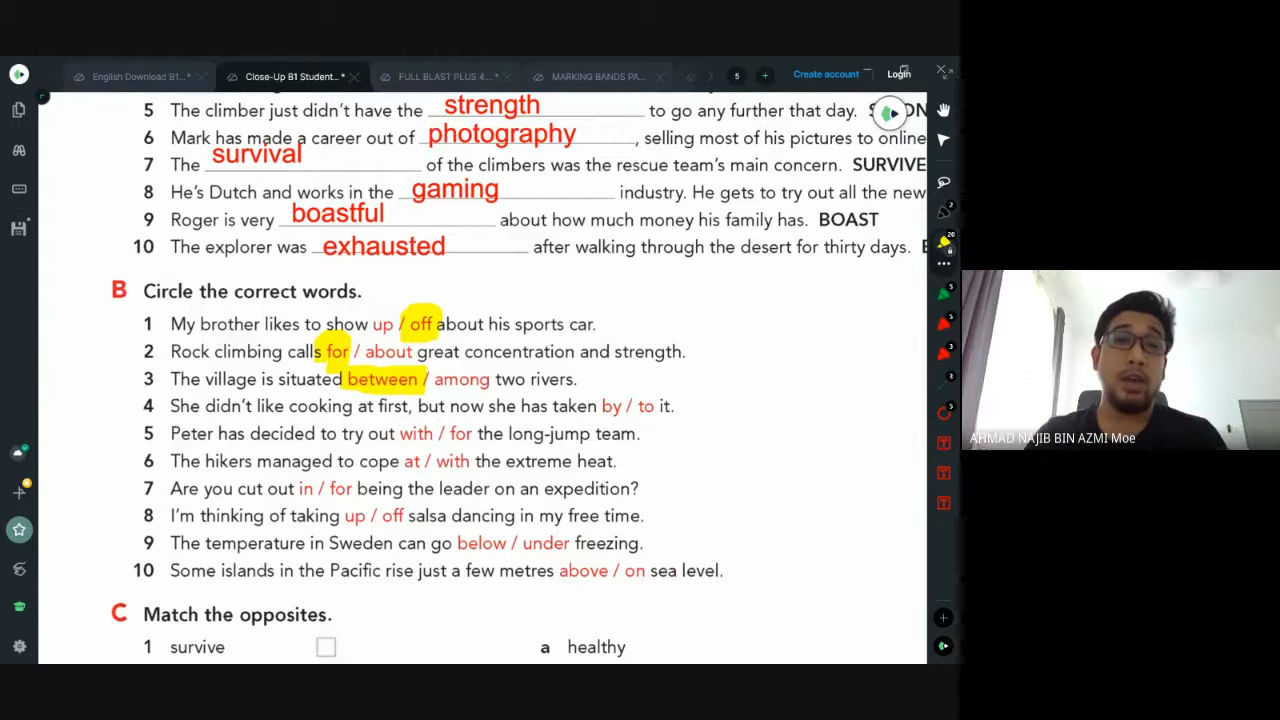 English Download B1...*
Close-Up B1 Student...*
FULL BLAST PLUS 4....*
MARKING BANDS PA...
5
Create account
Login
5 The climber just didn't have the strength to go any further that day.
6 Mark has made a career out of photography, selling most of his pictures to online
7 The survival of the climbers was the rescue team's main concern. SURVIVE
8 He's Dutch and works in the gaming industry. He gets to try out all the new
9 Roger is very boastful about how much money his family has. BOAST
10 The explorer was exhausted after walking through the desert for thirty days.
B Circle the correct words.
1 My brother likes to show up / off about his sports car.
2 Rock climbing calls for / about great concentration and strength.
3 The village is situated between / among two rivers.
4 She didn't like cooking at first, but now she has taken by / to it.
5 Peter has decided to try out with / for the long-jump team.
6 The hikers managed to cope at / with the extreme heat.
7 Are you cut out in / for being the leader on an expedition?
8 I'm thinking of taking up / off salsa dancing in my free time.
9 The temperature in Sweden can go below / under freezing.
10 Some islands in the Pacific rise just a few metres above / on sea level.
C Match the opposites.
1 survive
a healthy
2
20
5
5
3
3
5
AHMAD NAJIB BIN AZMI Moe